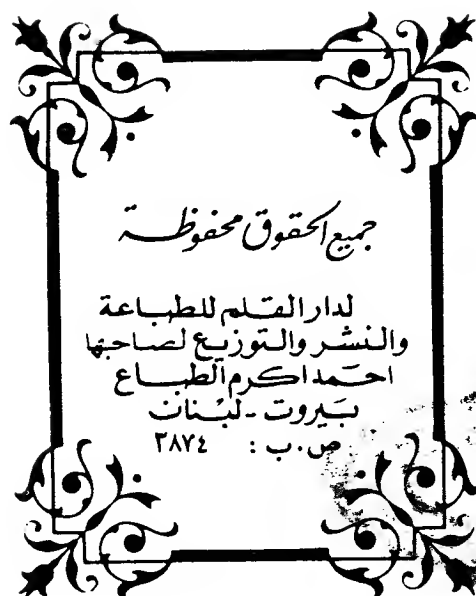 جميع الحقوق محفوظة
لدار القلم للطباعة
والنشر والتوزيع لصاحبها
احمد اكرم الطباع
بيروت - لبنان
ص.ب : ٣٨٧٤